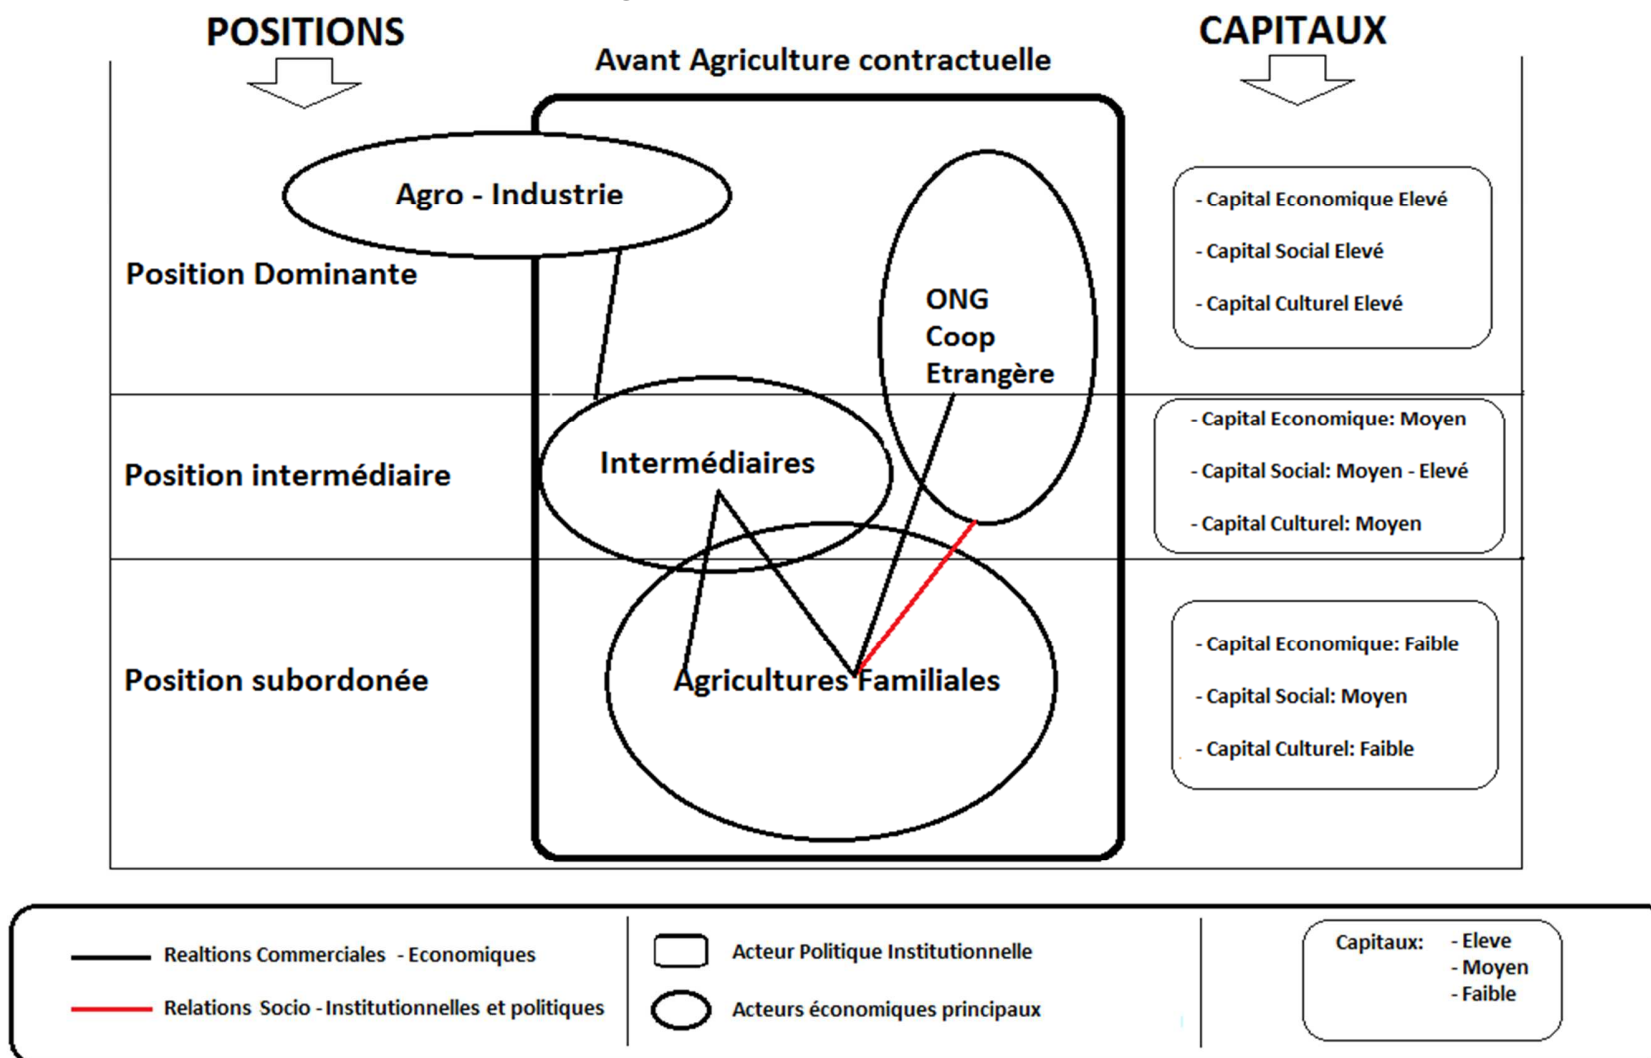 POSITIONS
CAPITAUX
Avant Agriculture contractuelle
Agro - Industrie
- Capital Economique Elevé
- Capital Social Elevé
- Capital Culturel Elevé
Position Dominante
ONG
Coop
Etrangère
Position intermédiaire
Intermédiaires
- Capital Economique: Moyen
- Capital Social: Moyen - Elevé
- Capital Culturel: Moyen
Position subordonée
Agricultures Familiales
- Capital Economique: Faible
- Capital Social: Moyen
- Capital Culturel: Faible
Realtions Commerciales - Economiques
Relations Socio - Institutionnelles et politiques
Acteur Politique Institutionnelle
Acteurs économiques principaux
Capitaux: - Eleve
- Moyen
- Faible